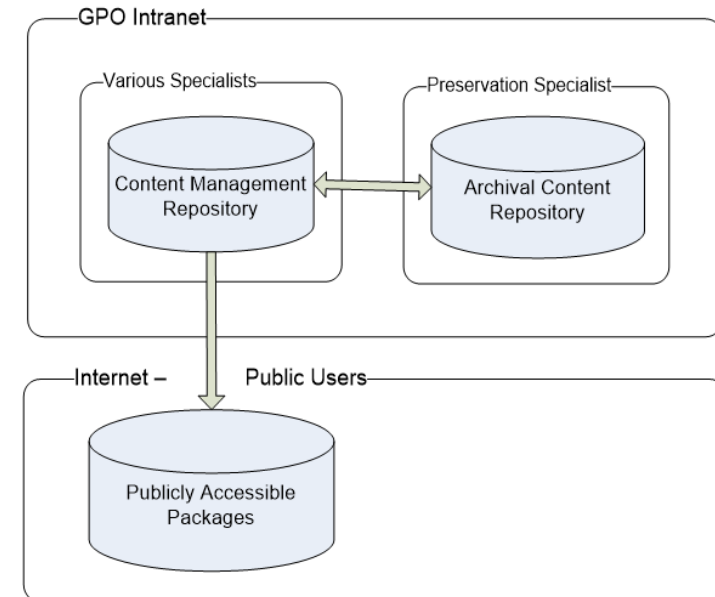 GPO Intranet
Various Specialists
Preservation Specialist
Content Management
Repository
Archival Content
Repository
Internet – Public Users
Publicly Accessible
Packages